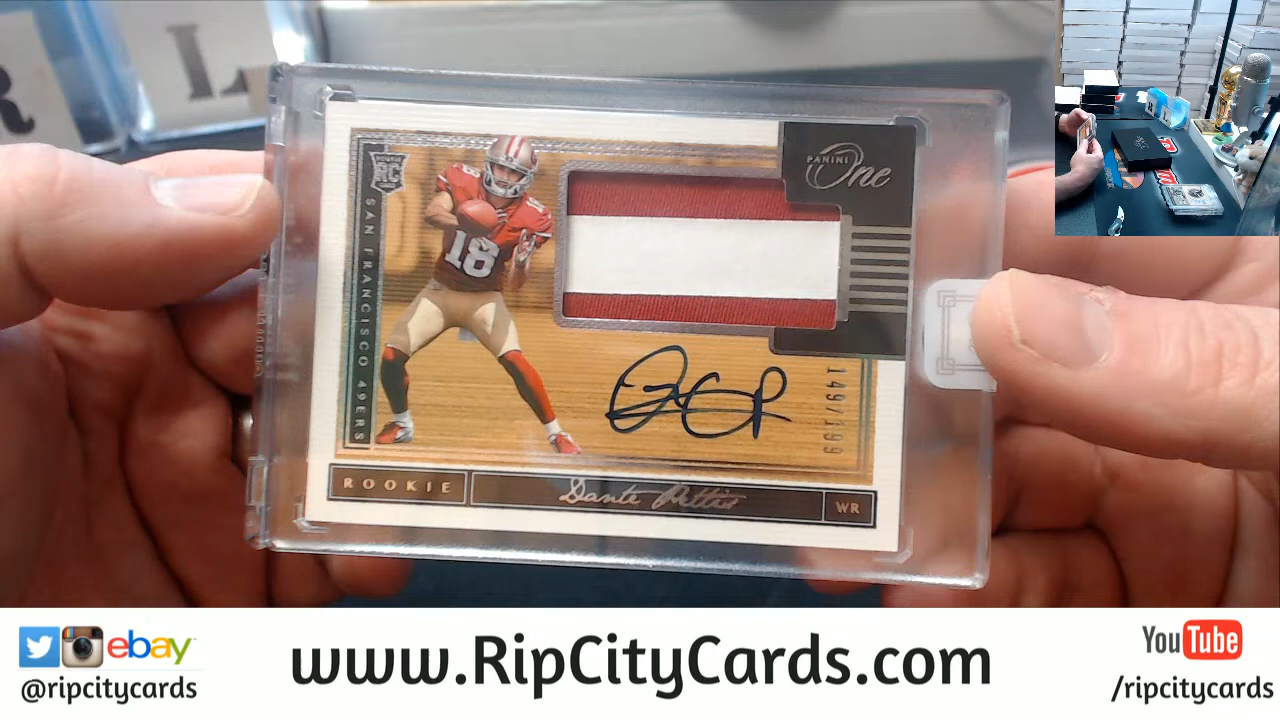 R
L
ROOKIE
RC
SAN FRANCISCO 49ERS
18
18
PANINI
One
149/199
ROOKIE Dante Pettis WR
ebay
@ripcitycards
www.RipCityCards.com
YouTube
/ripcitycards